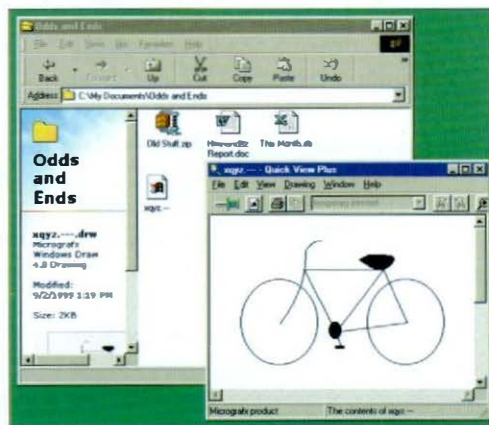 Odds and Ends
File Edit View Go Favorites Help
Back Forward Up Cut Copy Paste Undo
Address C:\My Documents\Odds and Ends
Odds
and
Ends
xqyz.---.drw
Micrografx
Windows Draw
4.0 Drawing
Modified:
9/2/1999 1:19 PM
Size: 2KB
Old Stuff.zip
Report.doc
This Month.xls
xqyz.---
xqyz.--- - Quick View Plus
File Edit View Drawing Window Help
Micrografx product
The contents of xqyz.---